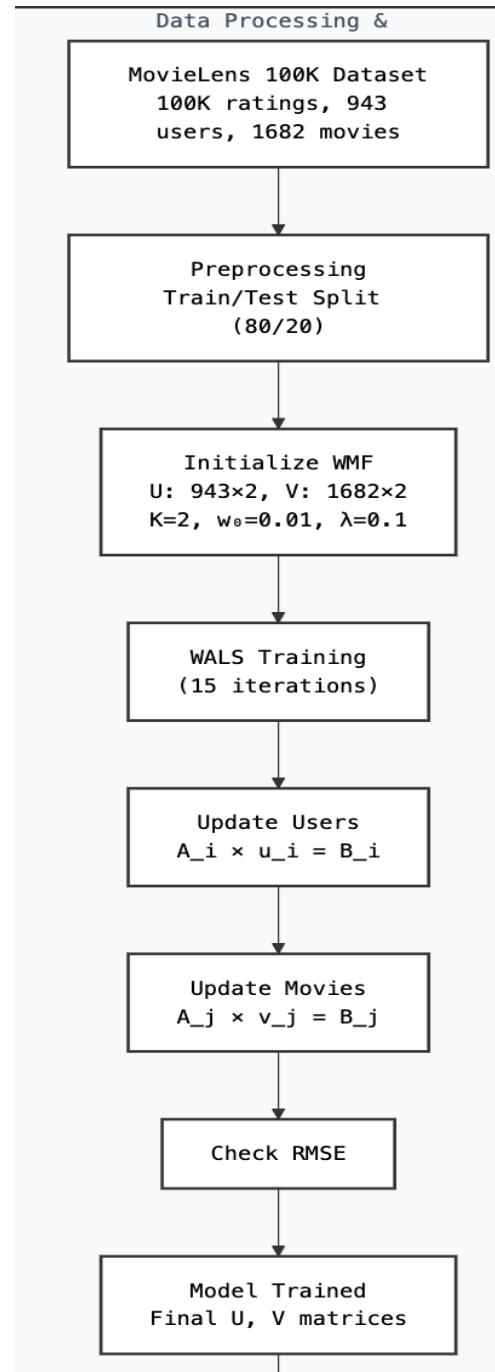 Data Processing &
MovieLens 100K Dataset
100K ratings, 943
users, 1682 movies
Preprocessing
Train/Test Split
(80/20)
Initialize WMF
U: 943×2, V: 1682×2
K=2, w₀=0.01, λ=0.1
WALS Training
(15 iterations)
Update Users
A_i × u_i = B_i
Update Movies
A_j × v_j = B_j
Check RMSE
Model Trained
Final U, V matrices